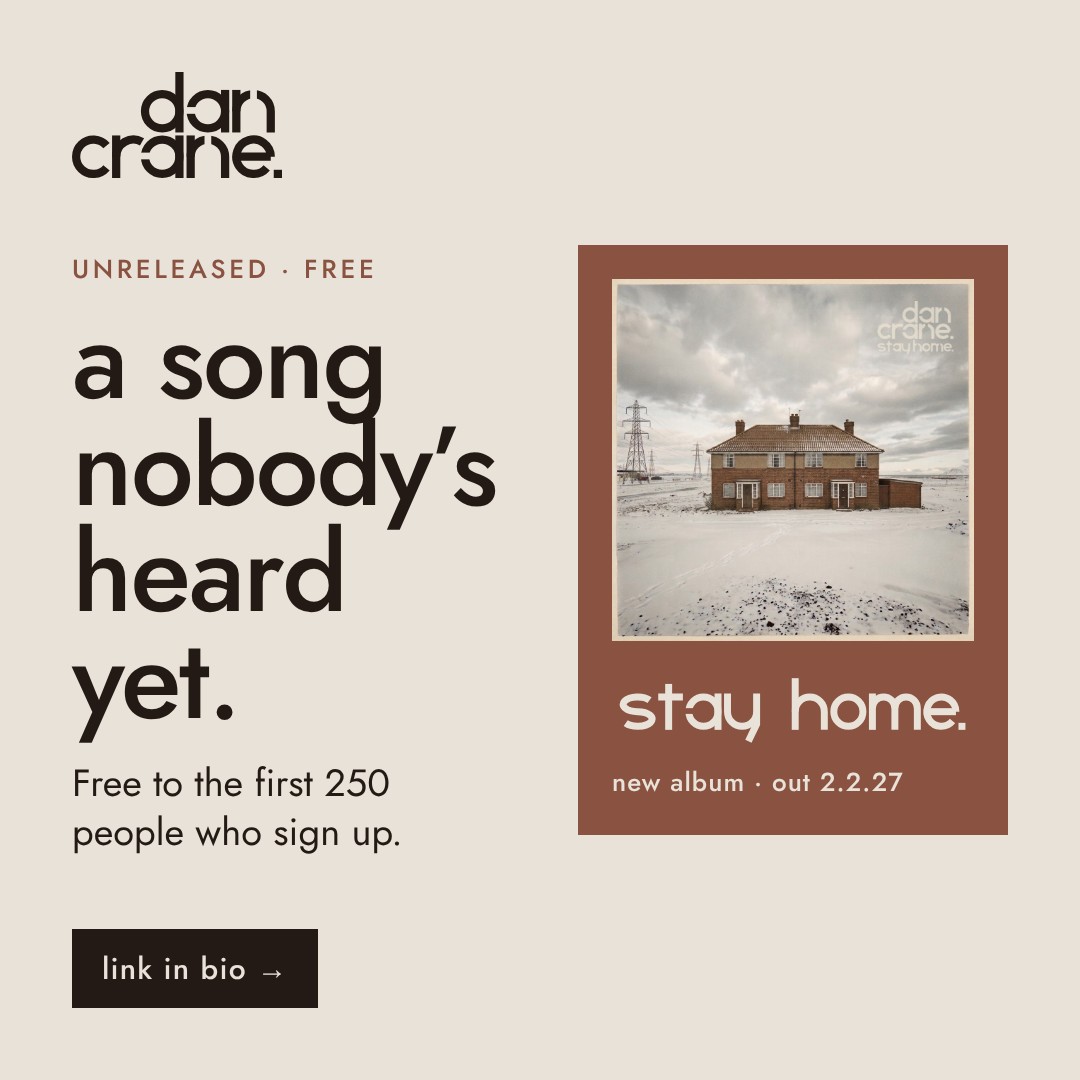 dan
crane.
UNRELEASED · FREE
a song
nobody’s
heard
yet.
Free to the first 250
people who sign up.
link in bio →
dan
crane.
stay home.
stay home.
new album · out 2.2.27